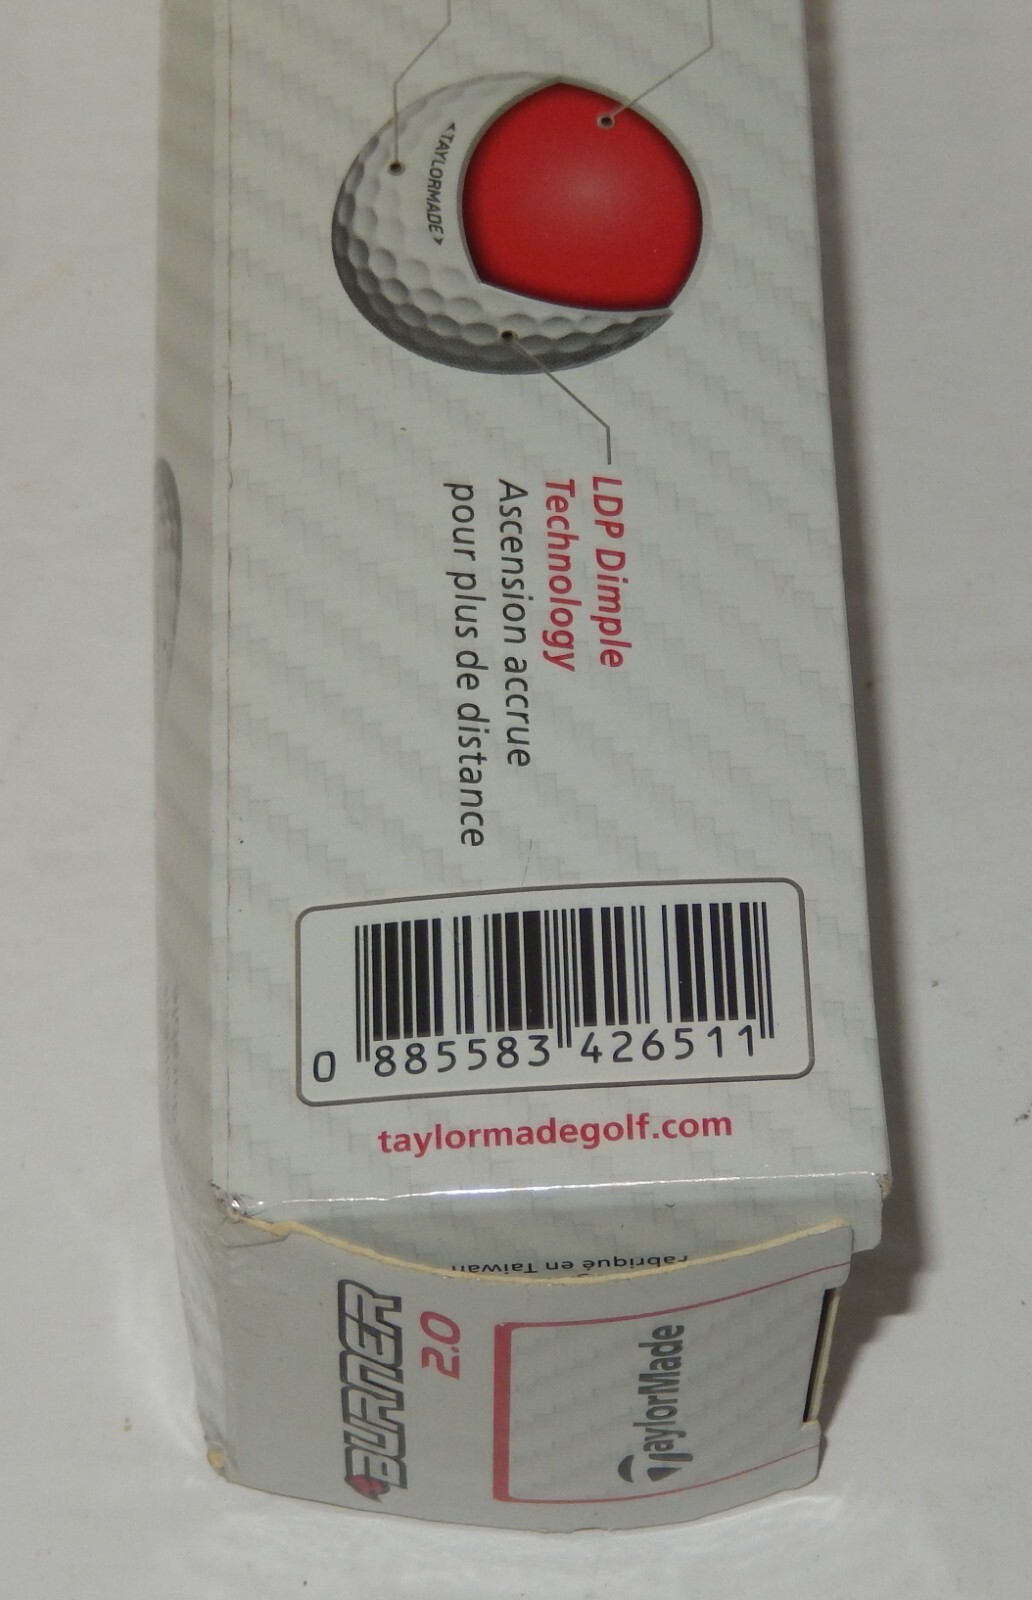 TAYLORMADE
LDP Dimple
Technology
Ascension accrue
pour plus de distance
0 885583 426511
taylormadegolf.com
en Taiwan
BURNER
2.0
TaylorMade